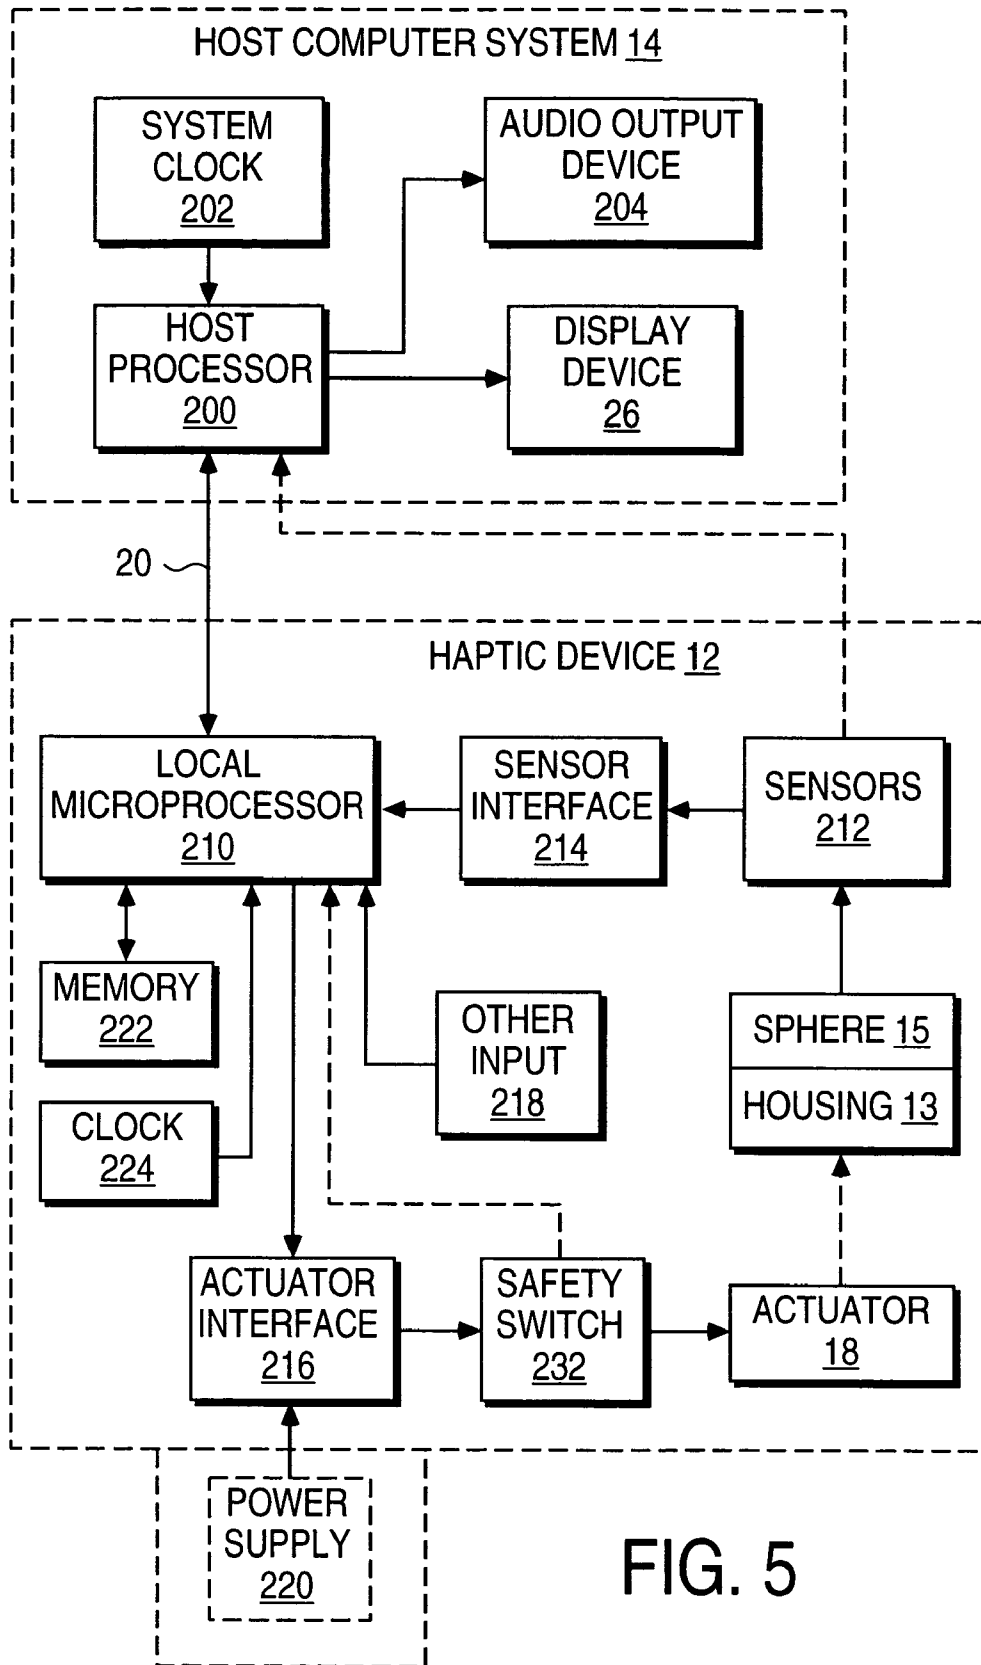 HOST COMPUTER SYSTEM 14
SYSTEM
CLOCK
202
AUDIO OUTPUT
DEVICE
204
HOST
PROCESSOR
200
DISPLAY
DEVICE
26
20
HAPTIC DEVICE 12
LOCAL
MICROPROCESSOR
210
SENSOR
INTERFACE
214
SENSORS
212
MEMORY
222
OTHER
INPUT
218
SPHERE 15
HOUSING 13
CLOCK
224
ACTUATOR
INTERFACE
216
SAFETY
SWITCH
232
ACTUATOR
18
POWER
SUPPLY
220
FIG. 5